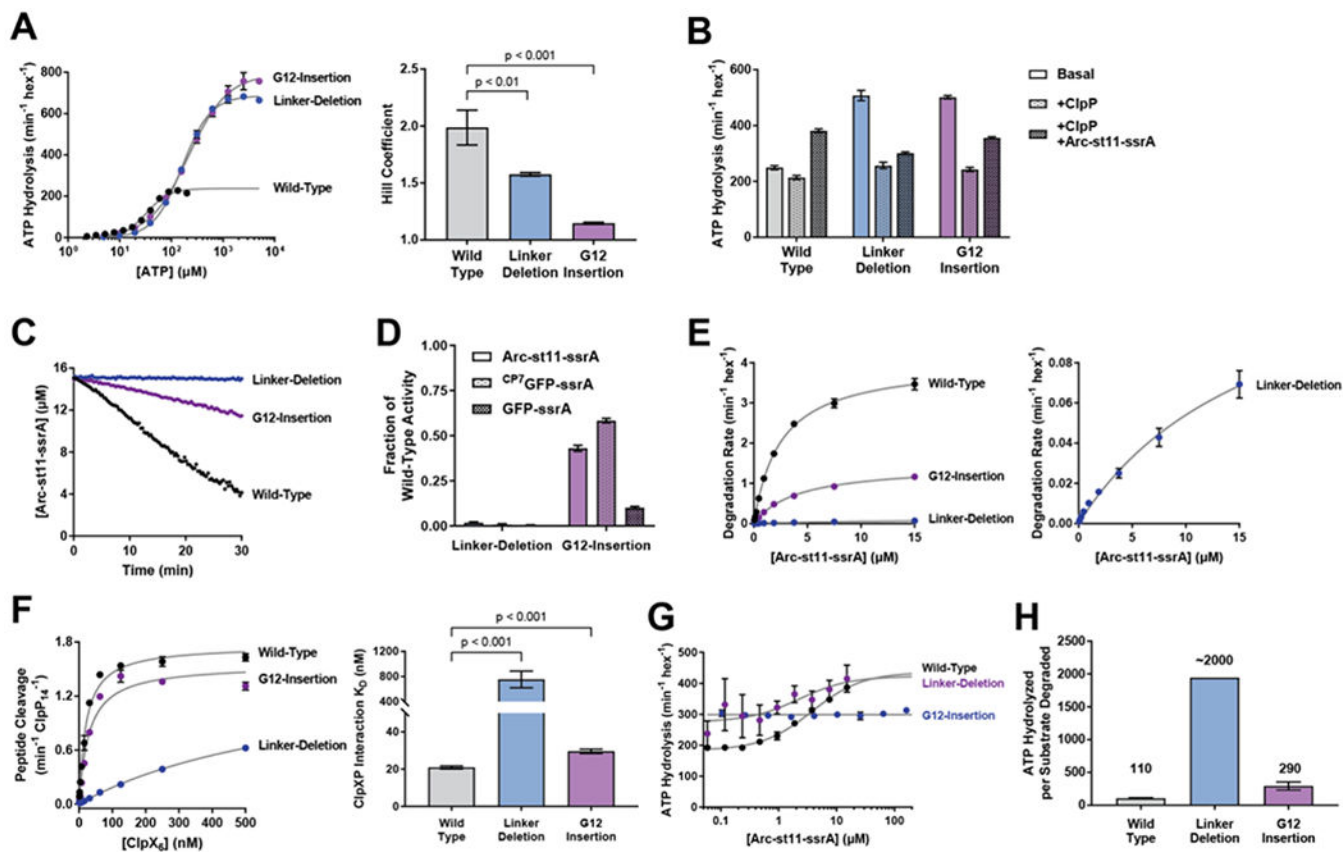 A
ATP Hydrolysis (min⁻¹ hex⁻¹)
800
600
400
200
0
10⁰
10¹
10²
10³
10⁴
[ATP] (µM)
G12-Insertion
Linker-Deletion
Wild-Type
p < 0.001
p < 0.01
Hill Coefficient
2.5
2.0
1.5
1.0
Wild
Type
Linker
Deletion
G12
Insertion
B
ATP Hydrolysis (min⁻¹ hex⁻¹)
600
400
200
0
Wild
Type
Linker
Deletion
G12
Insertion
Basal
+ClpP
+ClpP
+Arc-st11-ssrA
C
[Arc-st11-ssrA] (µM)
16
12
8
4
0
0
10
20
30
Time (min)
Linker-Deletion
G12-Insertion
Wild-Type
D
Fraction of
Wild-Type Activity
1.00
0.75
0.50
0.25
0.00
Arc-st11-ssrA
CP7GFP-ssrA
GFP-ssrA
Linker-Deletion
G12-Insertion
E
Degradation Rate (min⁻¹ hex⁻¹)
4
3
2
1
0
0
5
10
15
[Arc-st11-ssrA] (µM)
Wild-Type
G12-Insertion
Linker-Deletion
Degradation Rate (min⁻¹ hex⁻¹)
0.08
0.06
0.04
0.02
0.00
0
5
10
15
[Arc-st11-ssrA] (µM)
Linker-Deletion
F
Peptide Cleavage
(min⁻¹ ClpP₁₄⁻¹)
1.8
1.2
0.6
0.0
0
100
200
300
400
500
[ClpX₆] (nM)
Wild-Type
G12-Insertion
Linker-Deletion
p < 0.001
p < 0.001
ClpXP Interaction K_D (nM)
1200
1000
800
600
400
60
40
20
0
Wild
Type
Linker
Deletion
G12
Insertion
G
ATP Hydrolysis (min⁻¹ hex⁻¹)
500
400
300
200
100
0
0.1
1
10
100
[Arc-st11-ssrA] (µM)
Wild-Type
Linker-Deletion
G12-Insertion
H
ATP Hydrolyzed
per Substrate Degraded
2500
2000
1500
1000
500
0
110
~2000
290
Wild
Type
Linker
Deletion
G12
Insertion